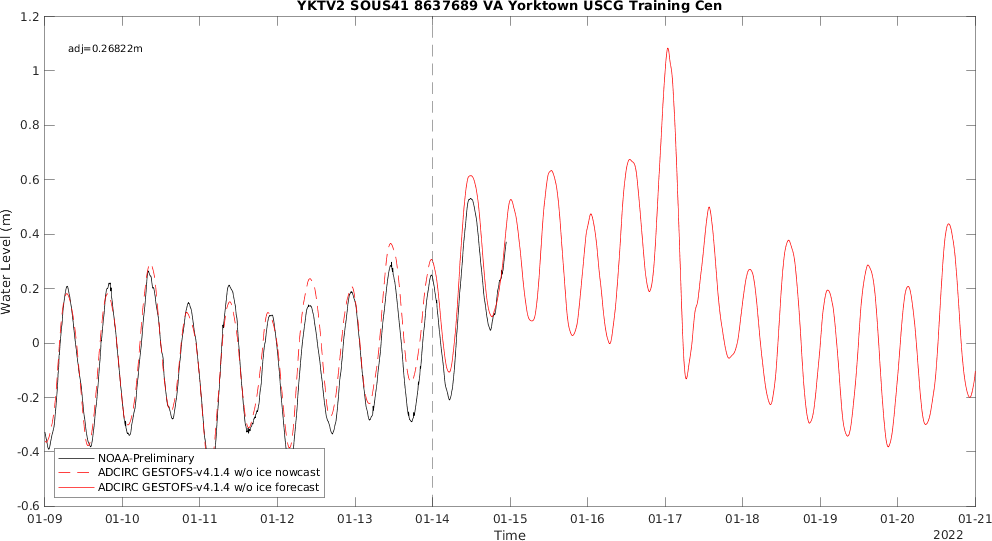 YKTV2 SOUS41 8637689 VA Yorktown USCG Training Cen
adj=0.26822m
Water Level (m)
1.2
1
0.8
0.6
0.4
0.2
0
-0.2
-0.4
-0.6
NOAA-Preliminary
ADCIRC GESTOFS-v4.1.4 w/o ice nowcast
ADCIRC GESTOFS-v4.1.4 w/o ice forecast
01-09 01-10 01-11 01-12 01-13 01-14 01-15 01-16 01-17 01-18 01-19 01-20 01-21
Time
2022